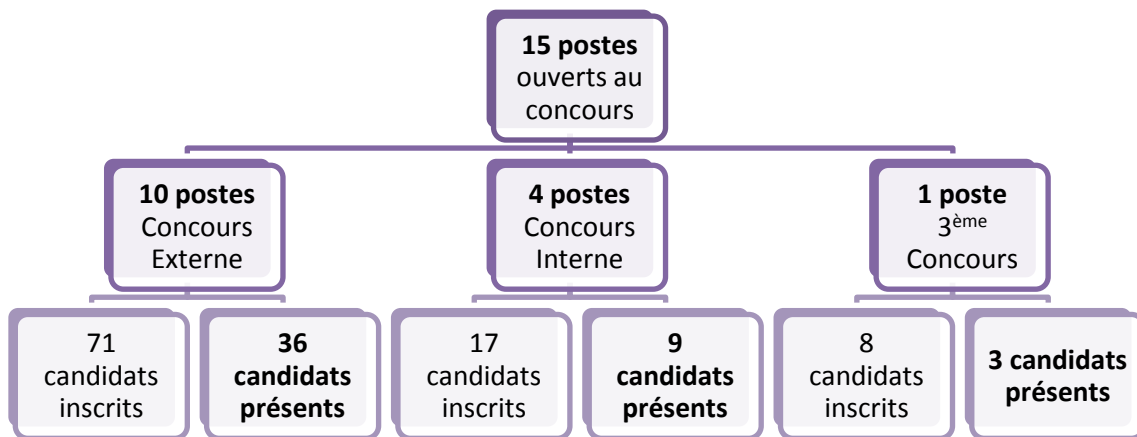 15 postes
ouverts au
concours
10 postes
Concours
Externe
4 postes
Concours
Interne
1 poste
3ème
Concours
71
candidats
inscrits
36
candidats
présents
17
candidats
inscrits
9
candidats
présents
8
candidats
inscrits
3 candidats
présents